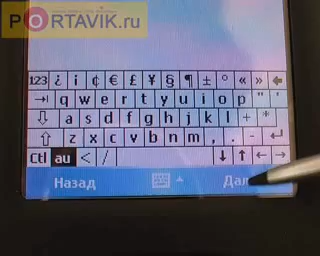 PORTAVIK.ru
123 ¿ ¡ ¢ € £ ¥ § ¶ ± ° « »
q w e r t y u i o p " '
a s d f g h j k l + *
z x c v b n m , . -
Ctl au < /
Назад